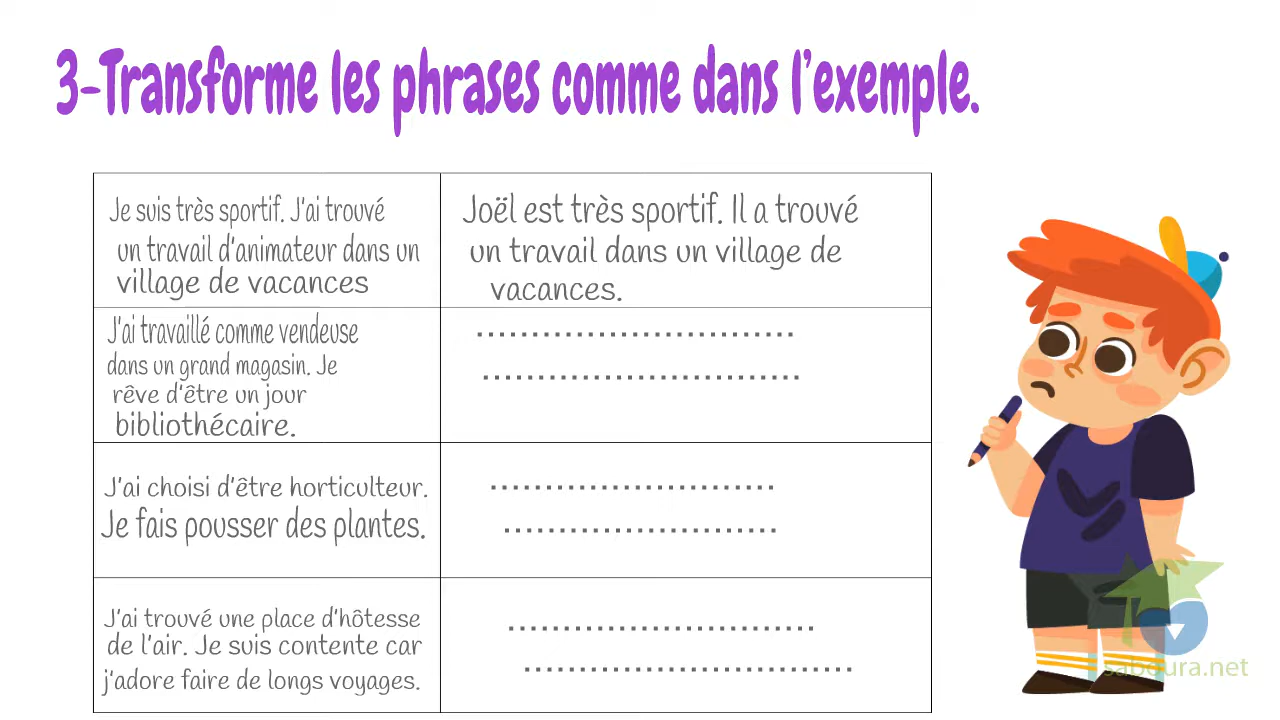 3-Transforme les phrases comme dans l'exemple.
Je suis très sportif. J'ai trouvé
un travail d'animateur dans un
village de vacances
Joël est très sportif. Il a trouvé
un travail dans un village de
vacances.
J'ai travaillé comme vendeuse
dans un grand magasin. Je
rêve d'être un jour
bibliothécaire.
............................
............................
J'ai choisi d'être horticulteur.
Je fais pousser des plantes.
.........................
........................
J'ai trouvé une place d'hôtesse
de l'air. Je suis contente car
j'adore faire de longs voyages.
...........................
.............................
saboura.net